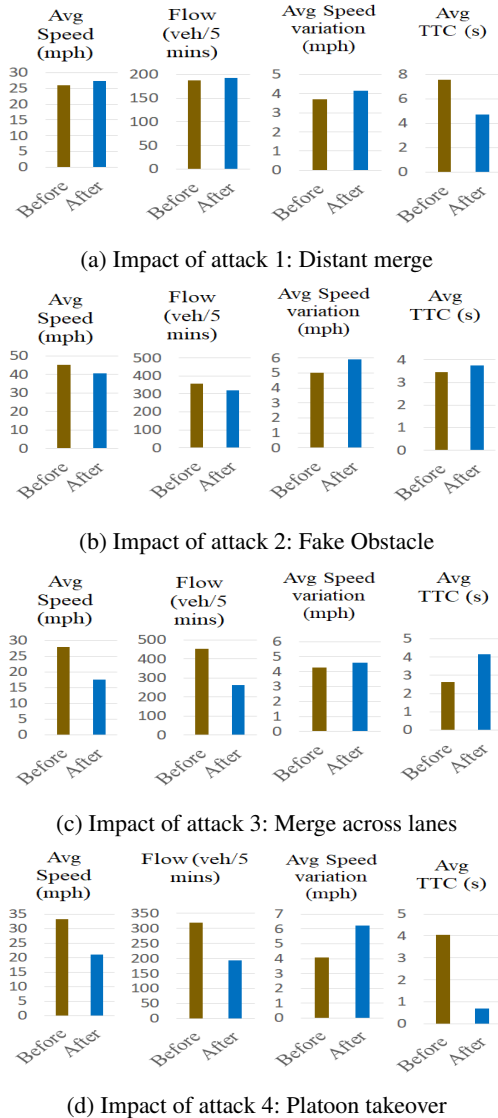 Avg
Speed
(mph)
30
25
20
15
10
5
0
Before
After
Flow
(veh/5
mins)
200
150
100
50
0
Before
After
Avg Speed
variation
(mph)
5
4
3
2
1
0
Before
After
Avg
TTC (s)
8
6
4
2
0
Before
After
(a) Impact of attack 1: Distant merge
Avg
Speed
(mph)
50
40
30
20
10
0
Before
After
Flow
(veh/5
mins)
500
400
300
200
100
0
Before
After
Avg Speed
variation
(mph)
6
5
4
3
2
1
0
Before
After
Avg
TTC (s)
4
3
2
1
0
Before
After
(b) Impact of attack 2: Fake Obstacle
Avg
Speed
(mph)
30
25
20
15
10
5
0
Before
After
Flow
(veh/5
mins)
500
400
300
200
100
0
Before
After
Avg Speed
variation
(mph)
6
5
4
3
2
1
0
Before
After
Avg
TTC (s)
5
4
3
2
1
0
Before
After
(c) Impact of attack 3: Merge across lanes
Avg
Speed
(mph)
35
30
25
20
15
10
5
0
Before
After
Flow (veh/5
mins)
350
300
250
200
150
100
50
0
Before
After
Avg Speed
variation
(mph)
7
6
5
4
3
2
1
0
Before
After
Avg
TTC (s)
5
4
3
2
1
0
Before
After
(d) Impact of attack 4: Platoon takeover